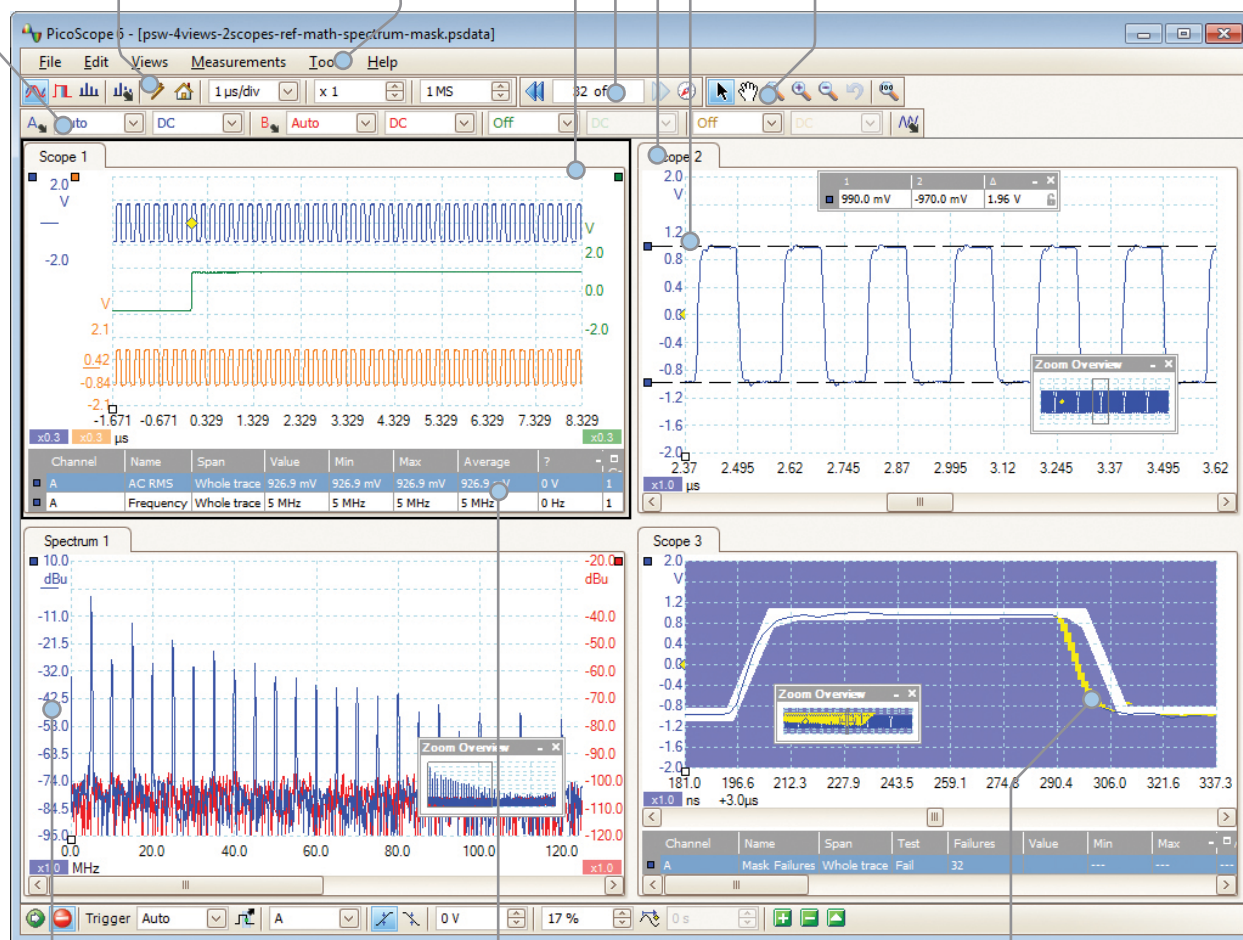 PicoScope 6 - [psw-4views-2scopes-ref-math-spectrum-mask.psdata]
File Edit Views Measurements Help
1 µs/div x 1 1 MS 32 of
A DC B Auto DC Off DC Off DC
Scope 1
2.0
V
-2.0
V
2.1
0.42
-0.84
-2.1
V
2.0
0.0
-2.0
-1.671 -0.671 0.329 1.329 2.329 3.329 4.329 5.329 6.329 7.329 8.329
x0.3 x0.3 µs x0.3
Channel Name Span Value Min Max Average ?
A AC RMS Whole trace 926.9 mV 926.9 mV 926.9 mV 926.9 mV 0 V 1
A Frequency Whole trace 5 MHz 5 MHz 5 MHz 5 MHz 0 Hz 1
Scope 2
2.0
V
1.2
0.4
0.0
-0.4
-0.8
-1.2
-1.6
-2.0
1 2 Δ
990.0 mV -970.0 mV 1.96 V
Zoom Overview
2.37 2.495 2.62 2.745 2.87 2.995 3.12 3.245 3.37 3.495 3.62
x1.0 µs
Spectrum 1
10.0
dBu
-11.0
-21.5
-32.0
-42.5
-53.0
-63.5
-74.0
-84.5
-95.0
-20.0
dBu
-40.0
-50.0
-60.0
-70.0
-80.0
-90.0
-100.0
-110.0
-120.0
Zoom Overview
0.0 20.0 40.0 60.0 80.0 100.0 120.0
x1.0 MHz x1.0
Scope 3
2.0
V
1.2
0.8
0.4
0.0
-0.4
-0.8
-1.2
-1.6
-2.0
Zoom Overview
181.0 196.6 212.3 227.9 243.5 259.1 274.8 290.4 306.0 321.6 337.3
x1.0 ns +3.0µs
Channel Name Span Test Failures Value Min Max
A Mask Failures Whole trace Fail 32 --- --- ---
Trigger Auto A 0 V 17 % 0 s